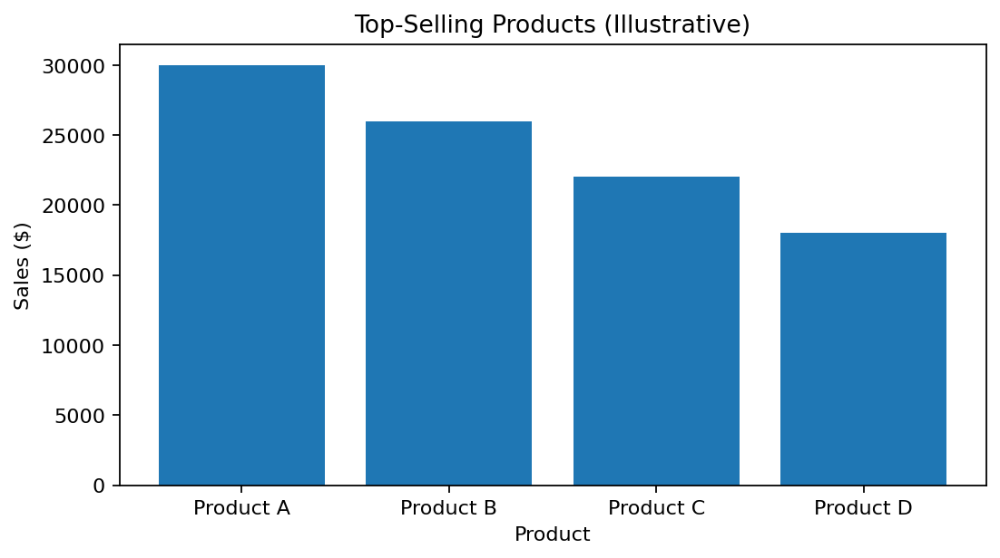 Top-Selling Products (Illustrative)
Sales ($)
30000
25000
20000
15000
10000
5000
0
Product A Product B Product C Product D
Product